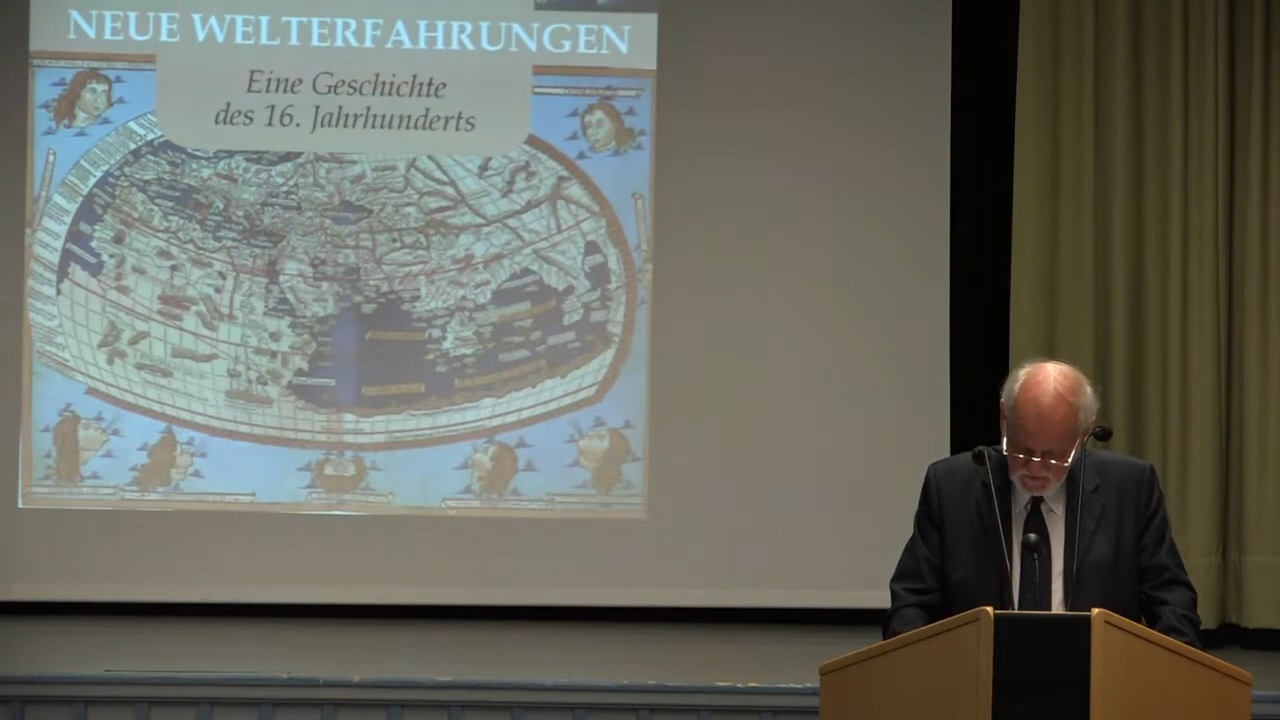 NEUE WELTERFAHRUNGEN
Eine Geschichte
des 16. Jahrhunderts